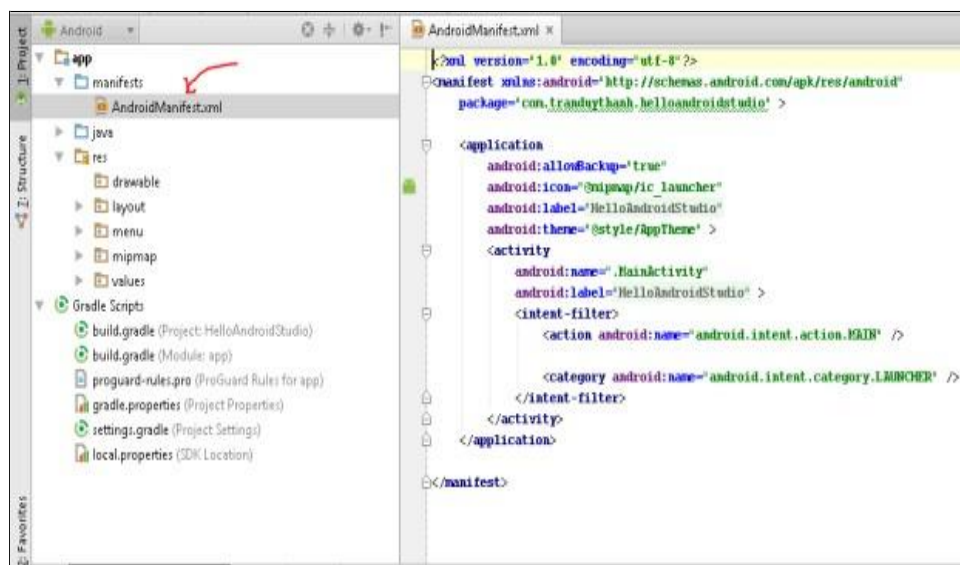 1: Project
Z: Structure
2: Favorites
Android
app
manifests
AndroidManifest.xml
java
res
drawable
layout
menu
mipmap
values
Gradle Scripts
build.gradle (Project: HelloAndroidStudio)
build.gradle (Module: app)
proguard-rules.pro (ProGuard Rules for app)
gradle.properties (Project Properties)
settings.gradle (Project Settings)
local.properties (SDK Location)
AndroidManifest.xml ×
<?xml version="1.0" encoding="utf-8"?>
<manifest xmlns:android="http://schemas.android.com/apk/res/android"
package="com.tranduythanh.helloandroidstudio" >
<application
android:allowBackup="true"
android:icon="@mipmap/ic_launcher"
android:label="HelloAndroidStudio"
android:theme="@style/AppTheme" >
<activity
android:name=".MainActivity"
android:label="HelloAndroidStudio" >
<intent-filter>
<action android:name="android.intent.action.MAIN" />
<category android:name="android.intent.category.LAUNCHER" />
</intent-filter>
</activity>
</application>
</manifest>